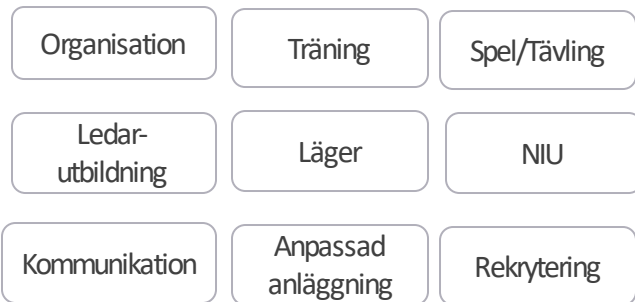 Organisation
Träning
Spel/Tävling
Ledar-
utbildning
Läger
NIU
Kommunikation
Anpassad
anläggning
Rekrytering